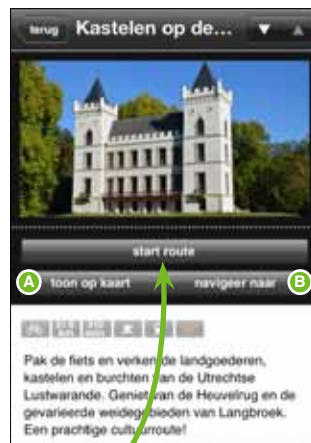 terug Kastelen op de...
start route
A toon op kaart navigeer naar B
Pak de fiets en verken de landgoederen,
kastelen en burchten van de Utrechtse
Lustwarande. Geniet van de Heuvelrug en de
gevarieerde weidegebieden van Langbroek.
Een prachtige cultuurroute!